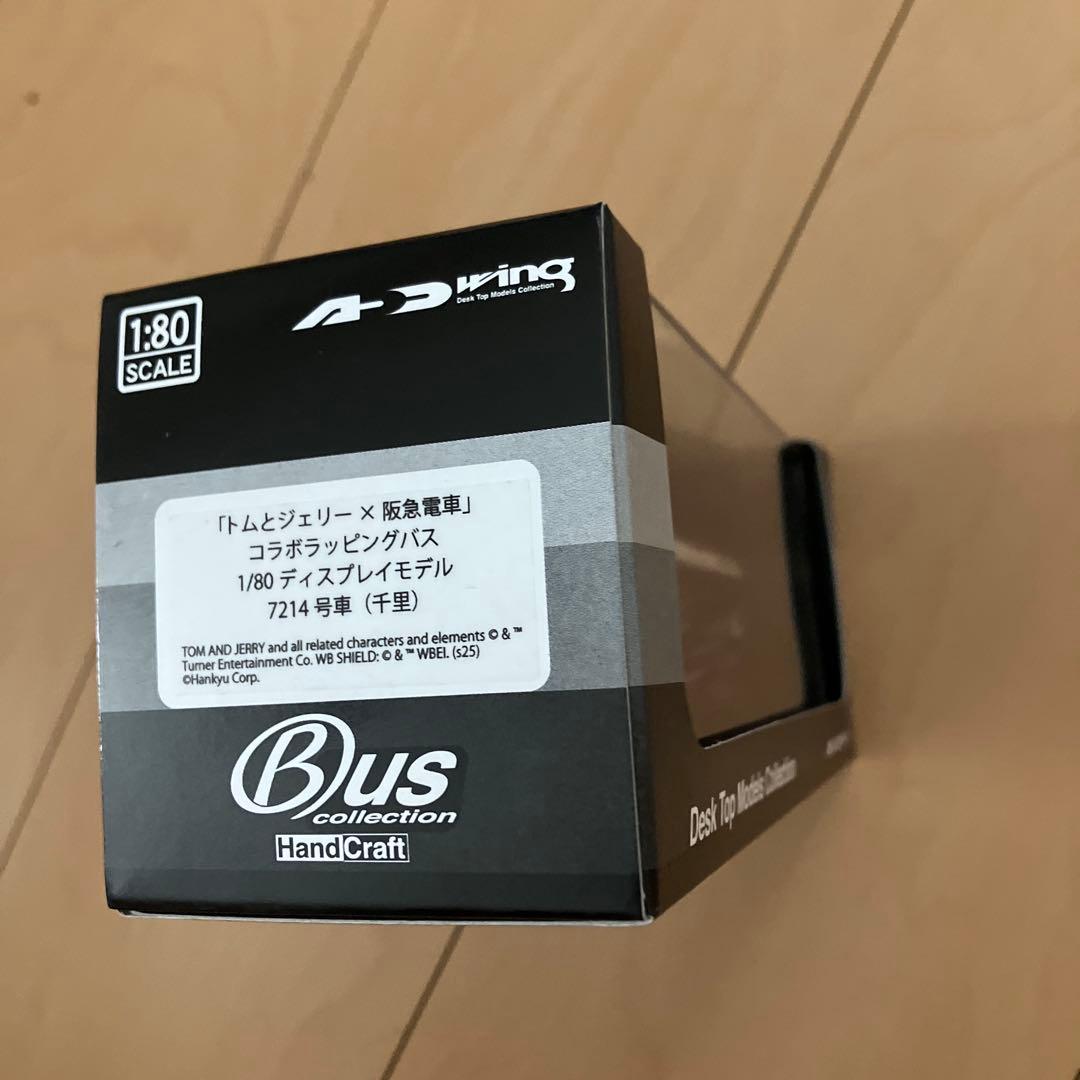 1:80
SCALE
wing
Desk Top Models Collection
「トムとジェリー × 阪急電車」
コラボラッピングバス
1/80 ディスプレイモデル
7214 号車（千里）
TOM AND JERRY and all related characters and elements © & ™
Turner Entertainment Co. WB SHIELD: © & ™ WBEI. (s25)
©Hankyu Corp.
Bus
collection
HandCraft
Desk Top Models Collection